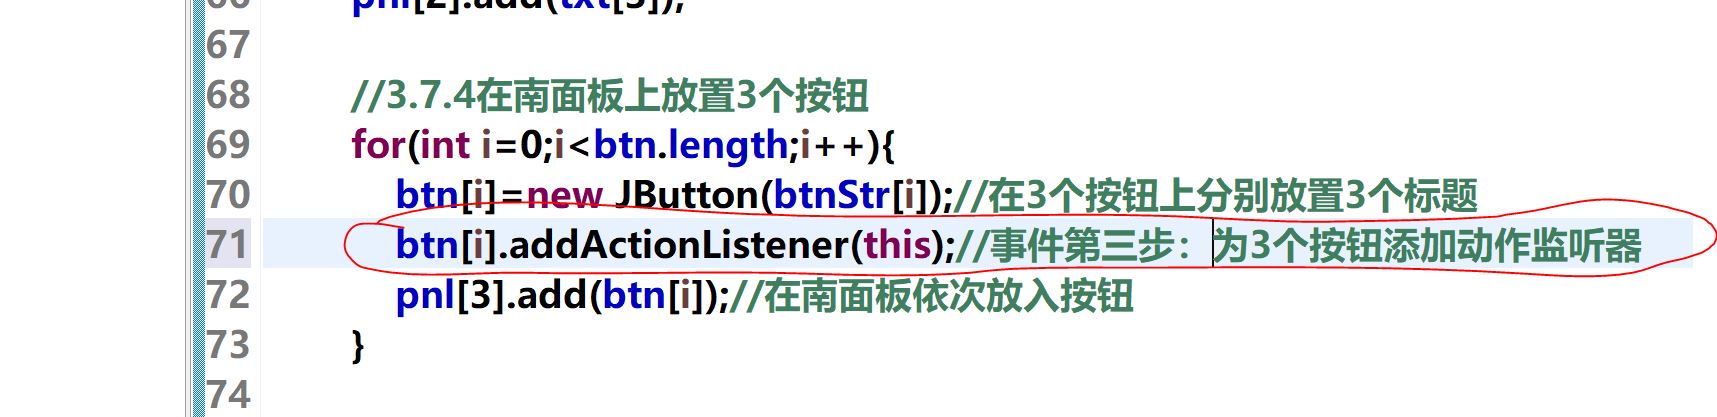 66 pnl[2].add(txt[3]);
67
68 //3.7.4在南面板上放置3个按钮
69 for(int i=0;i<btn.length;i++){
70 btn[i]=new JButton(btnStr[i]);//在3个按钮上分别放置3个标题
71 btn[i].addActionListener(this);//事件第三步：为3个按钮添加动作监听器
72 pnl[3].add(btn[i]);//在南面板依次放入按钮
73 }
74